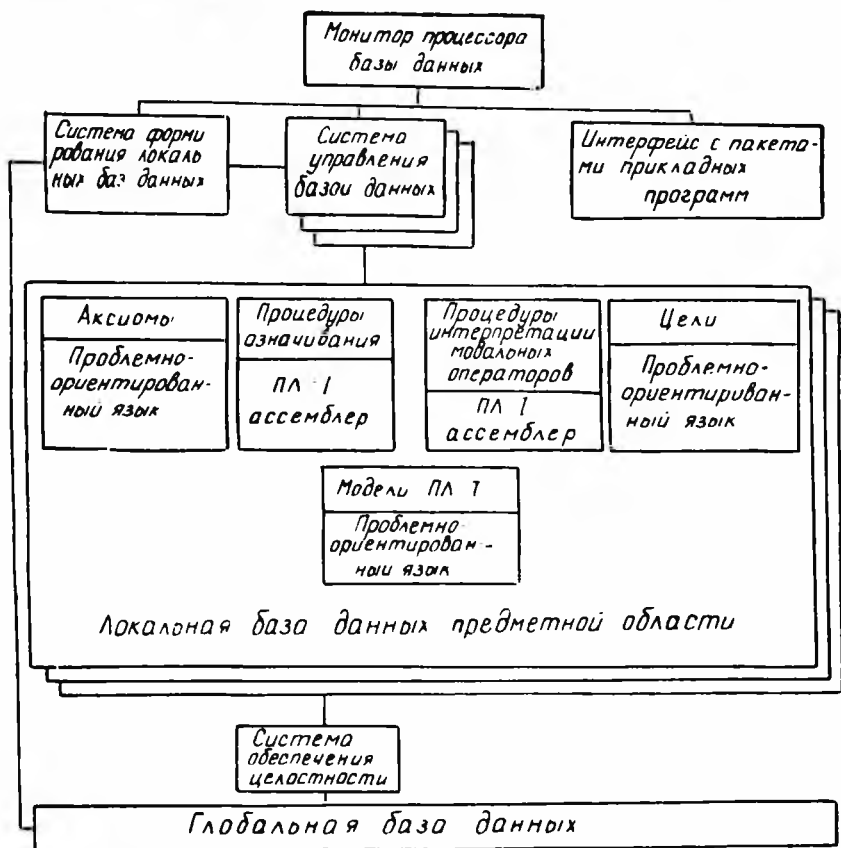 Монитор процессора
базы данных
Система форми
рования локаль
ных баз данных
Система
управления
базой данных
Интерфейс с пакета-
ми прикладных
программ
Аксиомы
Проблемно-
ориентирован-
ный язык
Процедуры
означивания
ПЛ I
ассемблер
Процедуры
интерпретации
модальных
операторов
ПЛ I
ассемблер
Цели
Проблемно-
ориентирован-
ный язык
Модели ПЛ I
Проблемно-
ориентирован-
ный язык
Локальная база данных предметной области
Система
обеспечения
целостности
Глобальная база данных